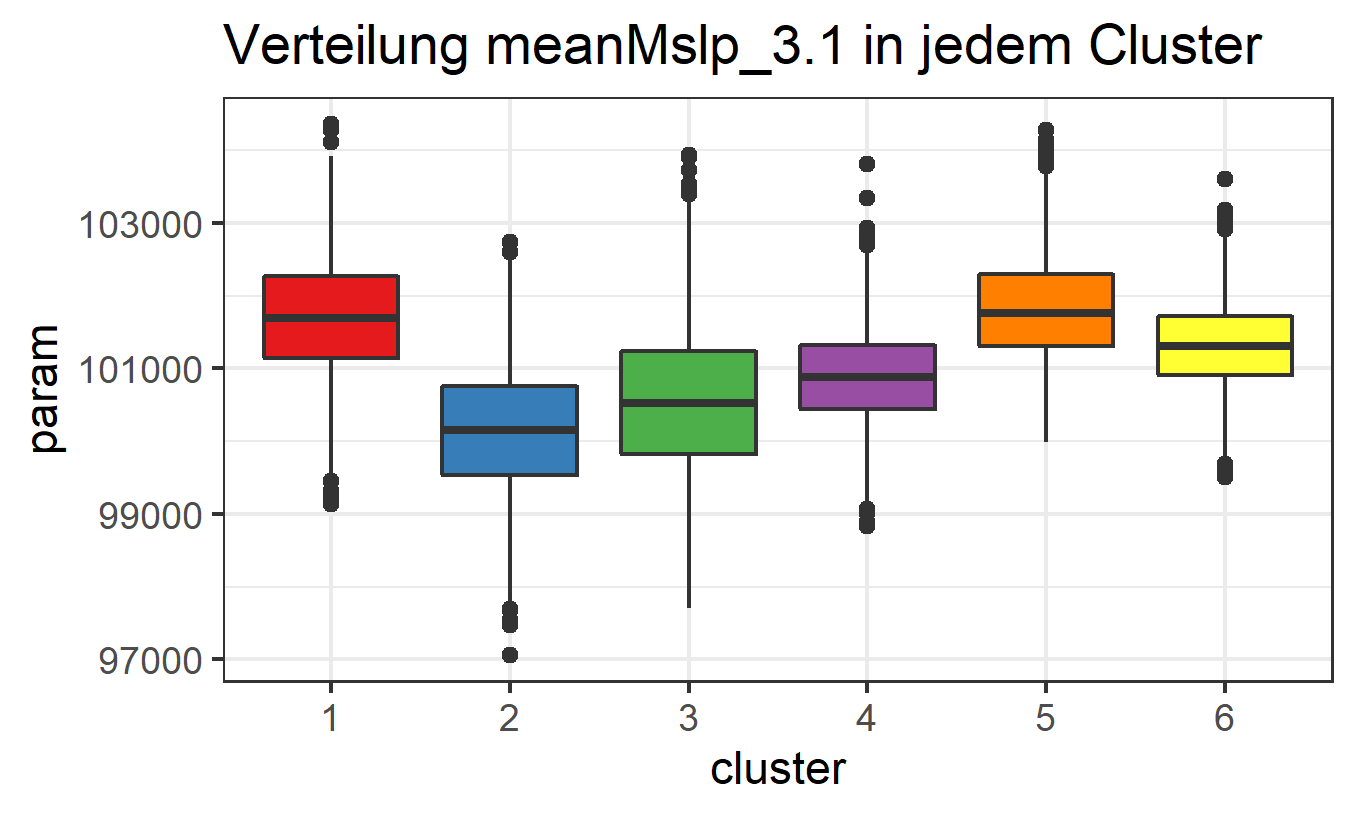 Verteilung meanMslp_3.1 in jedem Cluster
param
103000
101000
99000
97000
1 2 3 4 5 6
cluster